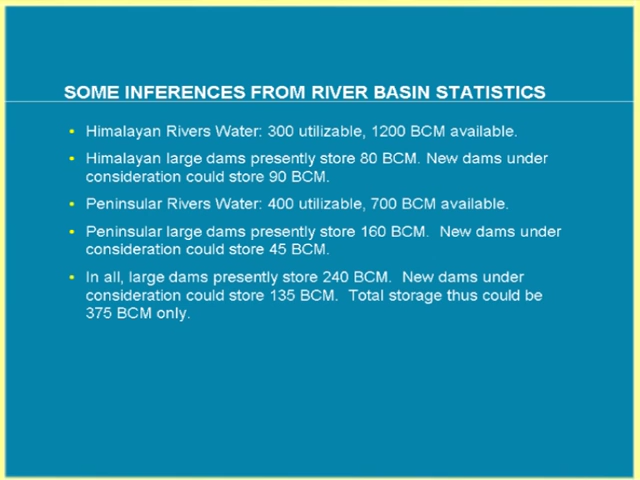 SOME INFERENCES FROM RIVER BASIN STATISTICS
• Himalayan Rivers Water: 300 utilizable, 1200 BCM available.
• Himalayan large dams presently store 80 BCM. New dams under
consideration could store 90 BCM.
• Peninsular Rivers Water: 400 utilizable, 700 BCM available.
• Peninsular large dams presently store 160 BCM.  New dams under
consideration could store 45 BCM.
• In all, large dams presently store 240 BCM.  New dams under
consideration could store 135 BCM.  Total storage thus could be
375 BCM only.